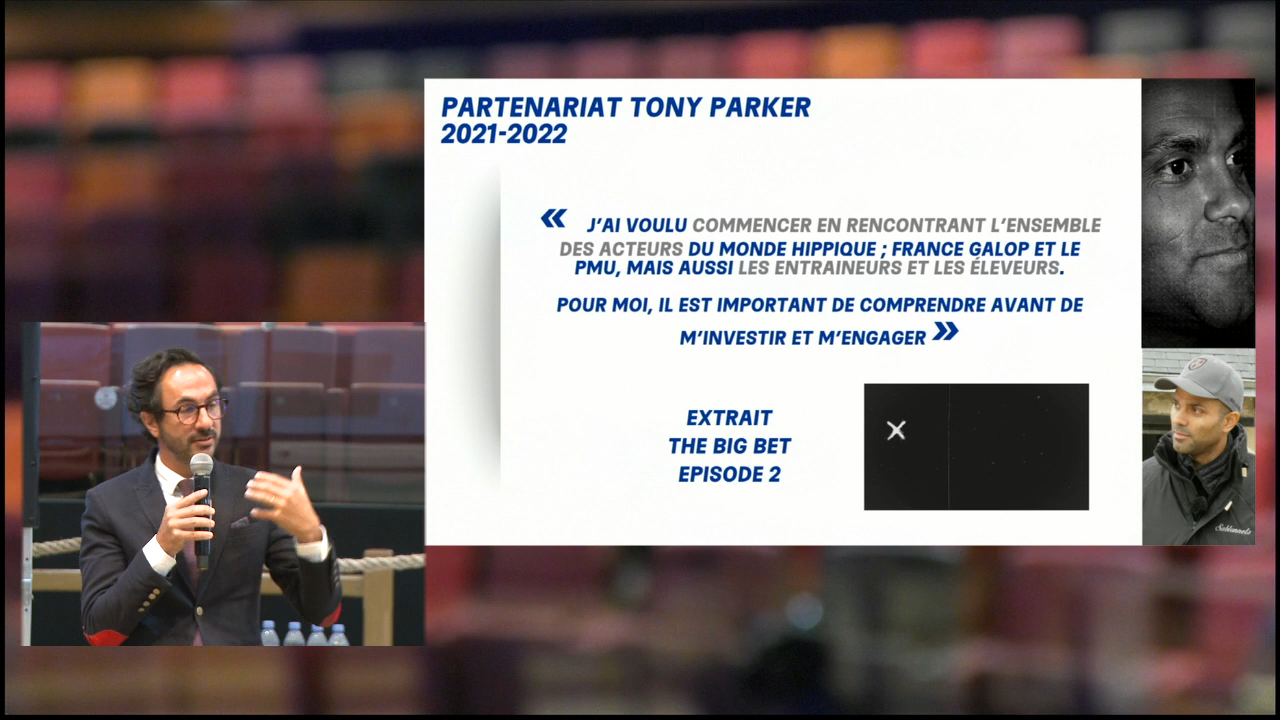 PARTENARIAT TONY PARKER
2021-2022
« J’AI VOULU COMMENCER EN RENCONTRANT L’ENSEMBLE
DES ACTEURS DU MONDE HIPPIQUE ; FRANCE GALOP ET LE
PMU, MAIS AUSSI LES ENTRAINEURS ET LES ÉLEVEURS.
POUR MOI, IL EST IMPORTANT DE COMPRENDRE AVANT DE
M’INVESTIR ET M’ENGAGER »
EXTRAIT
THE BIG BET
EPISODE 2